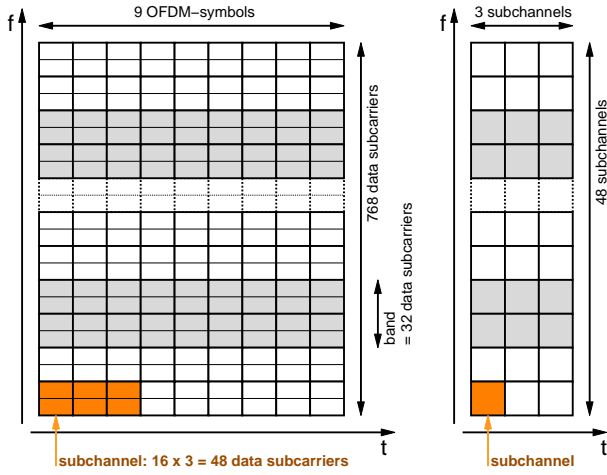 9 OFDM−symbols
f
768 data subcarriers
band
= 32 data subcarriers
t
subchannel: 16 x 3 = 48 data subcarriers
3 subchannels
f
48 subchannels
t
subchannel